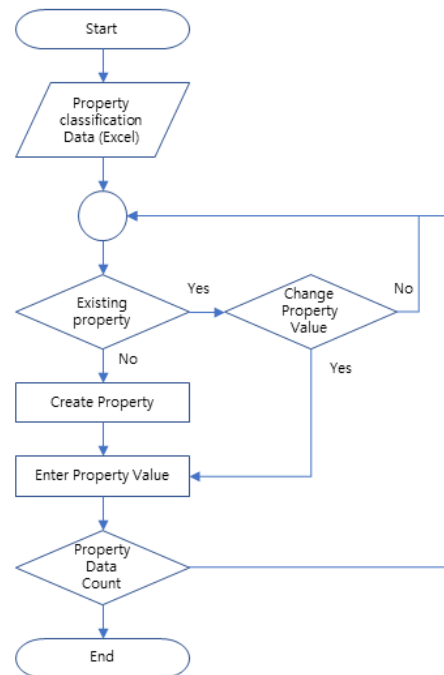 Start
Property
classification
Data (Excel)
Existing
property
Yes
Change
Property
Value
No
No
Yes
Create Property
Enter Property Value
Property
Data
Count
End